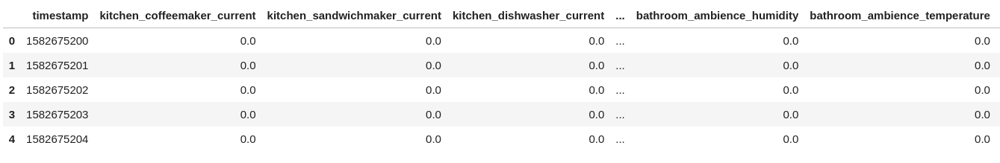 timestamp kitchen_coffeemaker_current kitchen_sandwichmaker_current kitchen_dishwasher_current ... bathroom_ambience_humidity bathroom_ambience_temperature
0 1582675200 0.0 0.0 0.0 ... 0.0 0.0
1 1582675201 0.0 0.0 0.0 ... 0.0 0.0
2 1582675202 0.0 0.0 0.0 ... 0.0 0.0
3 1582675203 0.0 0.0 0.0 ... 0.0 0.0
4 1582675204 0.0 0.0 0.0 ... 0.0 0.0